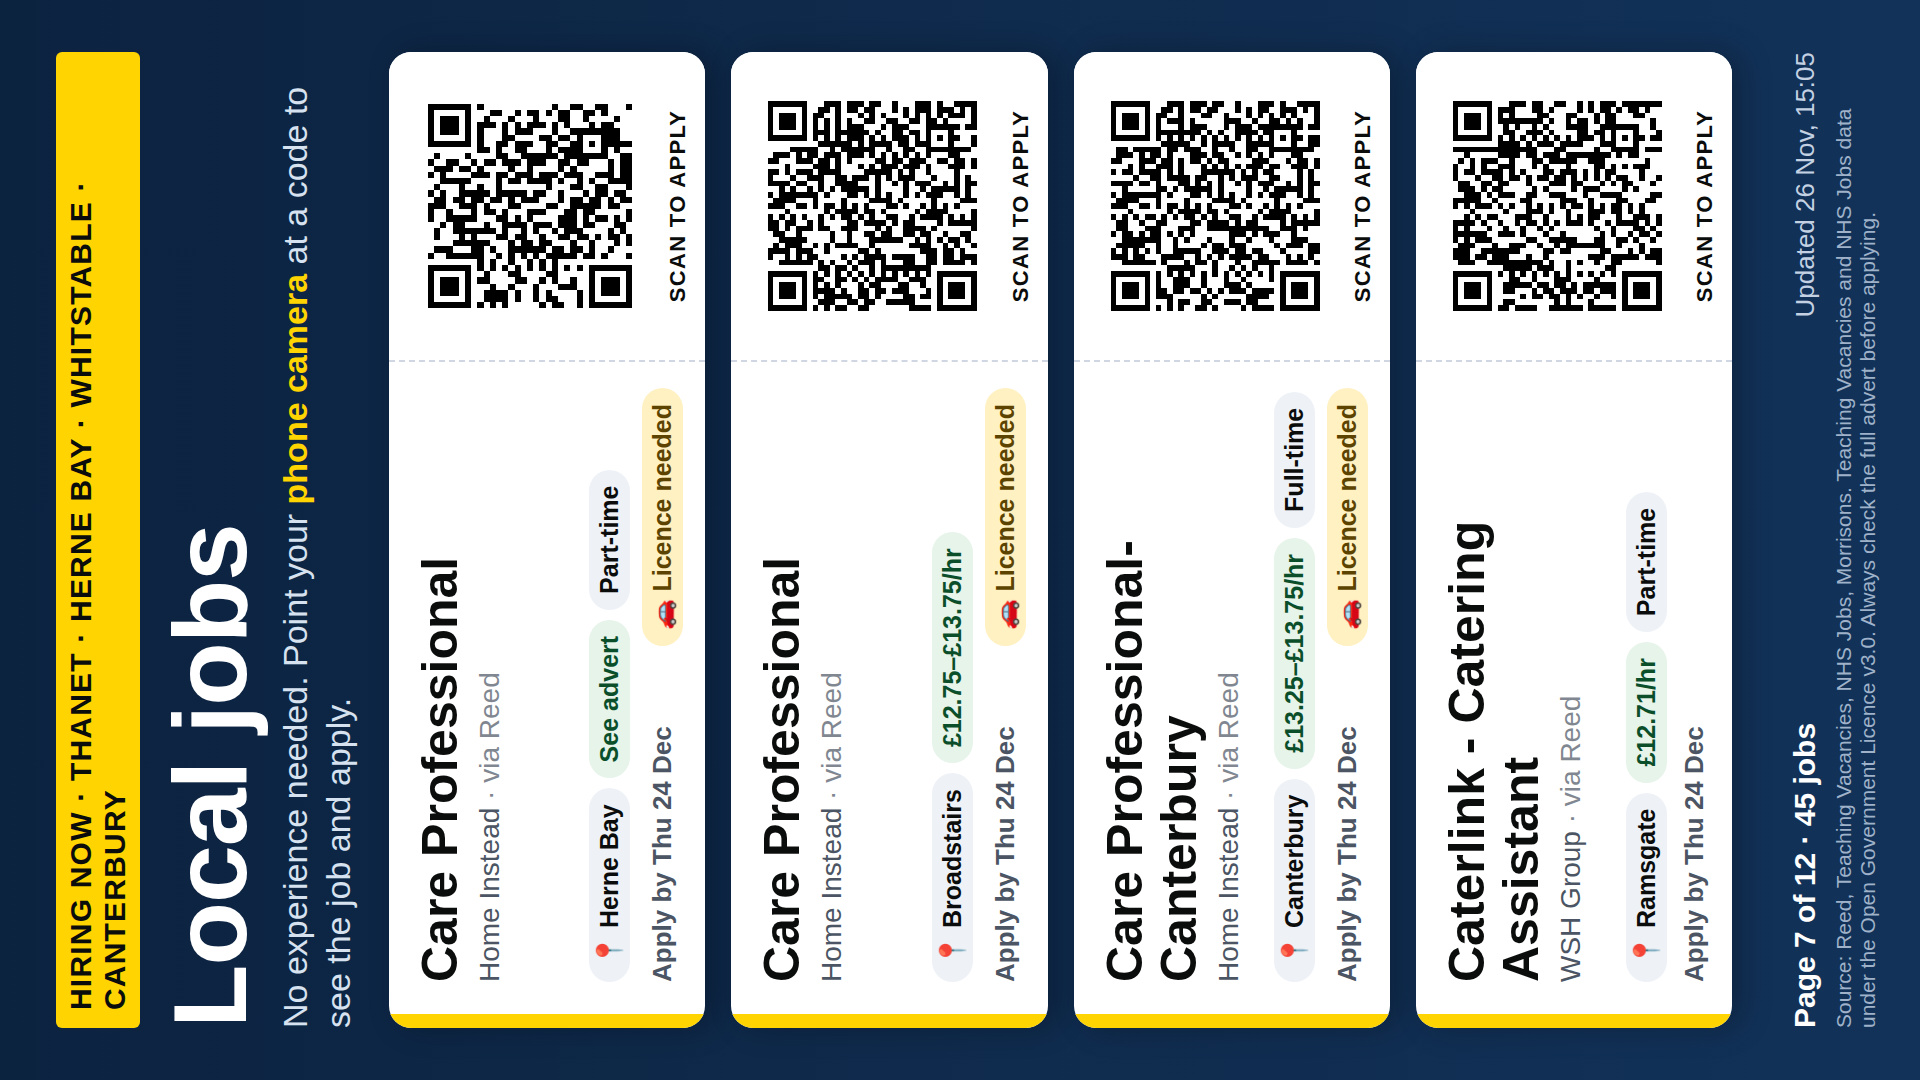 HIRING NOW · THANET · HERNE BAY · WHITSTABLE ·
CANTERBURY
Local jobs
No experience needed. Point your phone camera at a code to
see the job and apply.
Care Professional
Home Instead · via Reed
Herne Bay
See advert
Part-time
Apply by Thu 24 Dec
Licence needed
SCAN TO APPLY
Care Professional
Home Instead · via Reed
Broadstairs
£12.75–£13.75/hr
Apply by Thu 24 Dec
Licence needed
SCAN TO APPLY
Care Professional-
Canterbury
Home Instead · via Reed
Canterbury
£13.25–£13.75/hr
Full-time
Apply by Thu 24 Dec
Licence needed
SCAN TO APPLY
Caterlink - Catering
Assistant
WSH Group · via Reed
Ramsgate
£12.71/hr
Part-time
Apply by Thu 24 Dec
SCAN TO APPLY
Page 7 of 12 · 45 jobs
Updated 26 Nov, 15:05
Source: Reed, Teaching Vacancies, NHS Jobs, Morrisons. Teaching Vacancies and NHS Jobs data
under the Open Government Licence v3.0. Always check the full advert before applying.